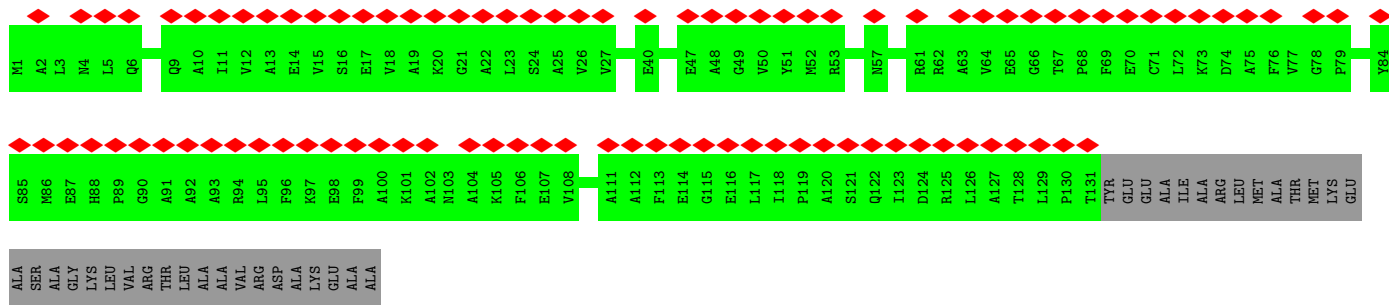 M1 A2 L3 N4 L5 Q6 Q9 A10 I11 V12 A13 E14 V15 S16 E17 V18 A19 K20 G21 A22 L23 S24 A25 V26 V27 E40 E47 A48 G49 V50 Y51 M52 R53 N57 R61 R62 A63 V64 E65 G66 T67 P68 F69 E70 C71 L72 K73 D74 A75 F76 V77 G78 P79 Y84
S85 M86 E87 H88 P89 G90 A91 A92 A93 R94 L95 F96 K97 E98 F99 A100 K101 A102 N103 A104 K105 F106 E107 V108 A111 A112 F113 E114 G115 E116 L117 I118 P119 A120 S121 Q122 I123 D124 R125 L126 A127 T128 L129 P130 T131 TYR GLU GLU ALA ILE ALA ARG LEU MET ALA THR MET LYS GLU
ALA SER ALA GLY LYS LEU VAL ARG THR LEU ALA ALA VAL ARG ASP ALA LYS GLU ALA ALA